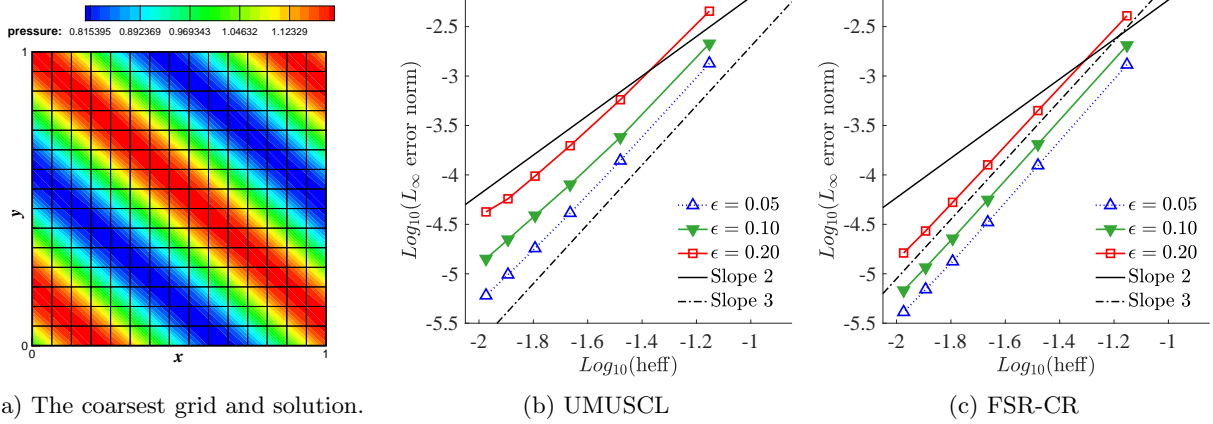 pressure: 0.815395 0.892369 0.969343 1.04632 1.12329
1
y
0
0
x
1
-2.5
-3
-3.5
-4
-4.5
-5
-5.5
Log10(L∞ error norm)
-2
-1.8
-1.6
-1.4
-1.2
-1
Log10(heff)
ϵ = 0.05
ϵ = 0.10
ϵ = 0.20
Slope 2
Slope 3
-2.5
-3
-3.5
-4
-4.5
-5
-5.5
Log10(L∞ error norm)
-2
-1.8
-1.6
-1.4
-1.2
-1
Log10(heff)
ϵ = 0.05
ϵ = 0.10
ϵ = 0.20
Slope 2
Slope 3
a) The coarsest grid and solution.
(b) UMUSCL
(c) FSR-CR